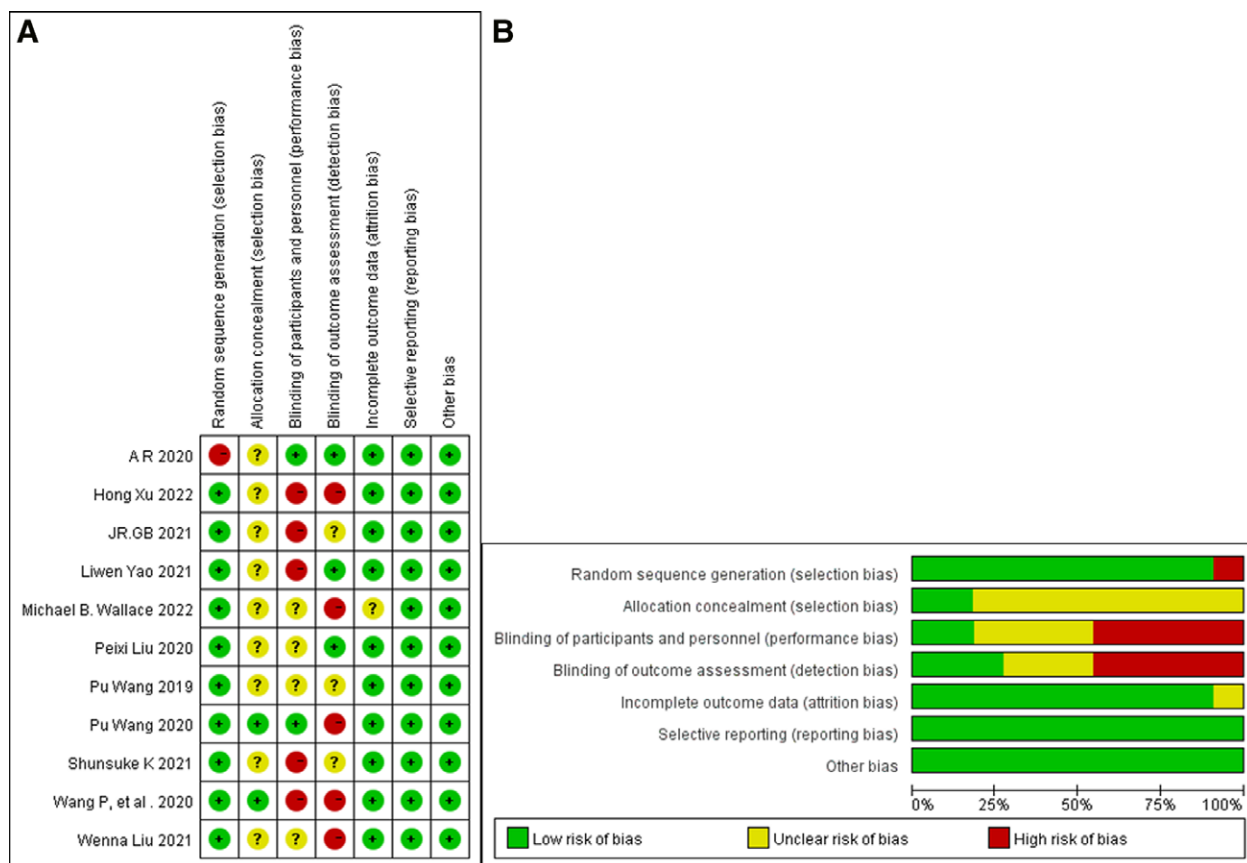 A
Random sequence generation (selection bias)
Allocation concealment (selection bias)
Blinding of participants and personnel (performance bias)
Blinding of outcome assessment (detection bias)
Incomplete outcome data (attrition bias)
Selective reporting (reporting bias)
Other bias
A R 2020 - ? + + + + +
Hong Xu 2022 + ? - - + + +
JR.GB 2021 + ? - ? + + +
Liwen Yao 2021 + ? - + + + +
Michael B. Wallace 2022 + ? ? - ? + +
Peixi Liu 2020 + ? ? + + + +
Pu Wang 2019 + ? ? ? + + +
Pu Wang 2020 + + + - + + +
Shunsuke K 2021 + ? - ? + + +
Wang P, et al . 2020 + + - - + + +
Wenna Liu 2021 + ? ? - + + +
B
Random sequence generation (selection bias)
Allocation concealment (selection bias)
Blinding of participants and personnel (performance bias)
Blinding of outcome assessment (detection bias)
Incomplete outcome data (attrition bias)
Selective reporting (reporting bias)
Other bias
0% 25% 50% 75% 100%
Low risk of bias Unclear risk of bias High risk of bias